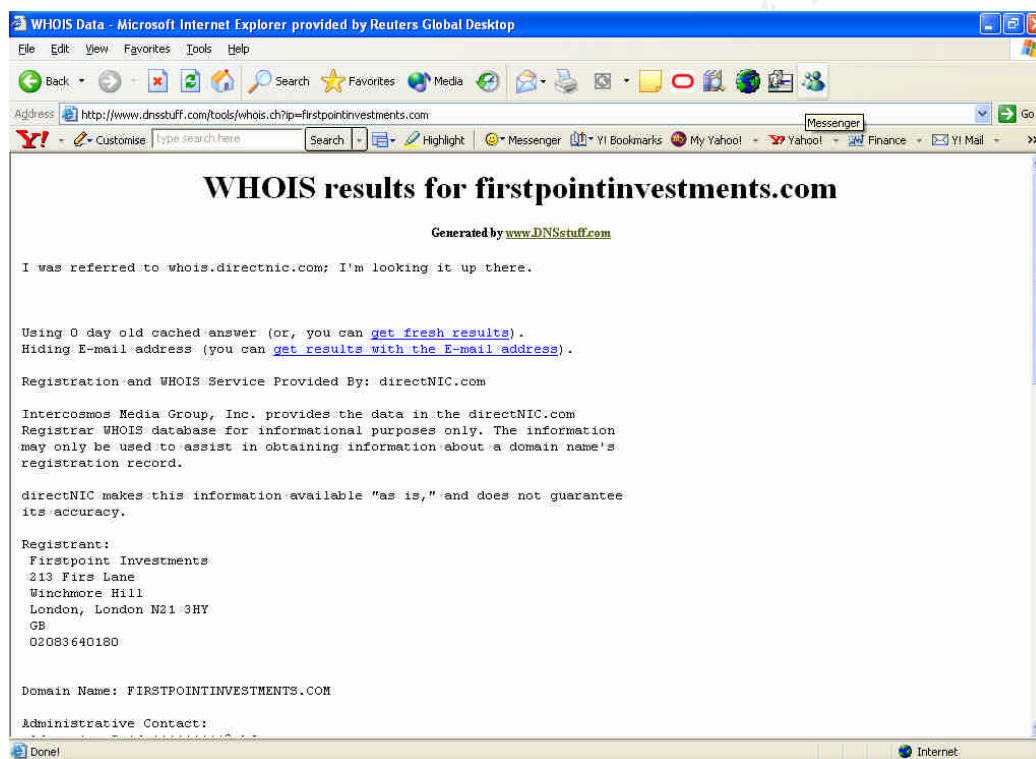 WHOIS Data - Microsoft Internet Explorer provided by Reuters Global Desktop
File Edit View Favorites Tools Help
Back Search Favorites Media
Address http://www.dnsstuff.com/tools/whois.ch?ip=firstpointinvestments.com Go
Messenger
Y! Customise type search here Search Highlight Messenger Y! Bookmarks My Yahoo! Yahoo! Finance Y! Mail »
WHOIS results for firstpointinvestments.com
Generated by www.DNSstuff.com
I was referred to whois.directnic.com; I'm looking it up there.
Using 0 day old cached answer (or, you can get fresh results).
Hiding E-mail address (you can get results with the E-mail address).
Registration and WHOIS Service Provided By: directNIC.com
Intercosmos Media Group, Inc. provides the data in the directNIC.com
Registrar WHOIS database for informational purposes only. The information
may only be used to assist in obtaining information about a domain name's
registration record.
directNIC makes this information available "as is," and does not guarantee
its accuracy.
Registrant:
Firstpoint Investments
213 Firs Lane
Winchmore Hill
London, London N21 3HY
GB
02083640180
Domain Name: FIRSTPOINTINVESTMENTS.COM
Administrative Contact:
Done! Internet